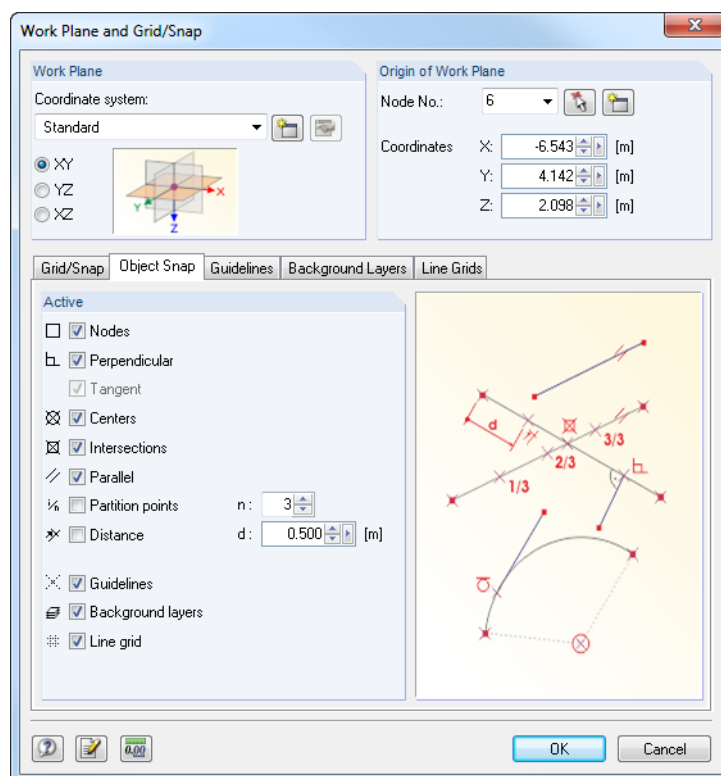 Work Plane and Grid/Snap
Work Plane
Coordinate system:
Standard
XY
YZ
XZ
X
Y
Z
Origin of Work Plane
Node No.: 6
Coordinates X: -6.543 [m]
Y: 4.142 [m]
Z: 2.098 [m]
Grid/Snap Object Snap Guidelines Background Layers Line Grids
Active
Nodes
Perpendicular
Tangent
Centers
Intersections
Parallel
1/n Partition points n: 3
Distance d: 0.500 [m]
Guidelines
Background layers
Line grid
d
1/3
2/3
3/3
0.00
OK Cancel